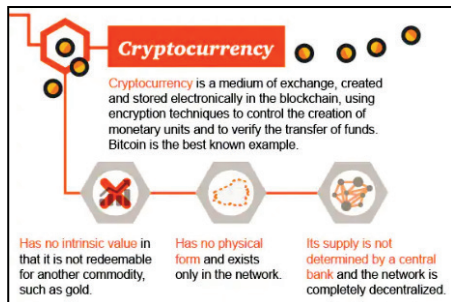 Cryptocurrency
Cryptocurrency is a medium of exchange, created
and stored electronically in the blockchain, using
encryption techniques to control the creation of
monetary units and to verify the transfer of funds.
Bitcoin is the best known example.
Has no intrinsic value in
that it is not redeemable
for another commodity,
such as gold.
Has no physical
form and exists
only in the network.
Its supply is not
determined by a central
bank and the network is
completely decentralized.